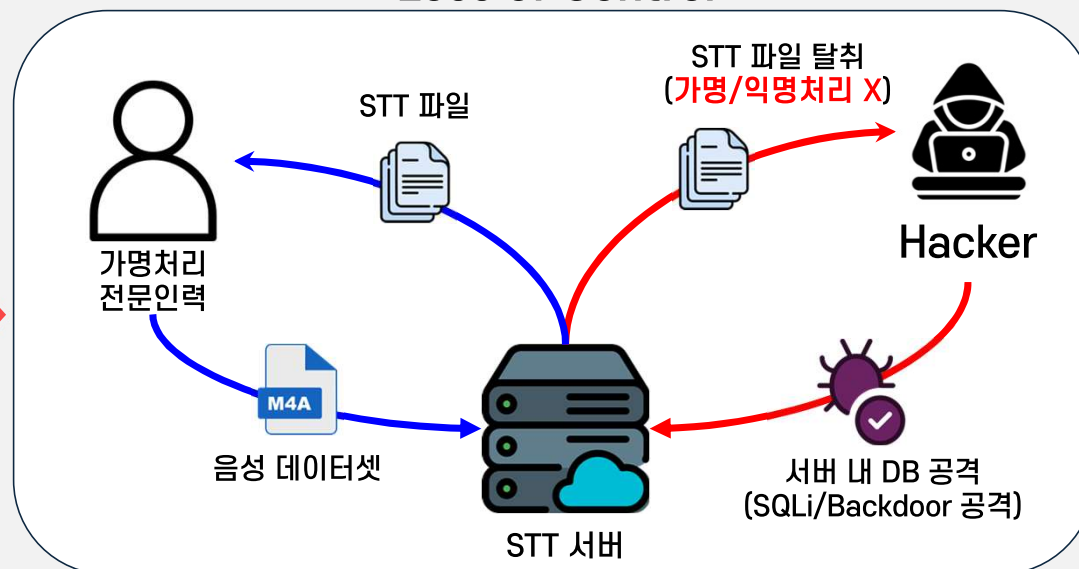 STT 파일 탈취
(가명/익명처리 X)
STT 파일
Hacker
가명처리
전문인력
M4A
음성 데이터셋
서버 내 DB 공격
(SQLi/Backdoor 공격)
STT 서버